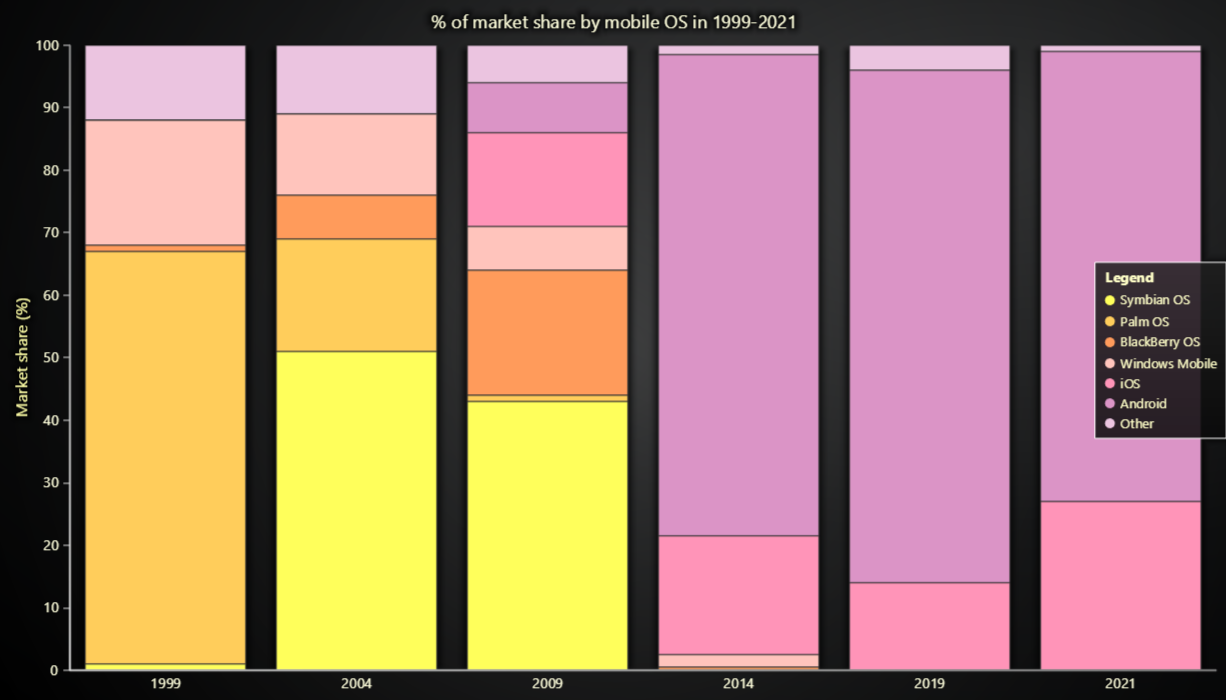 % of market share by mobile OS in 1999-2021
Market share (%)
100
90
80
70
60
50
40
30
20
10
0
1999
2004
2009
2014
2019
2021
Legend
Symbian OS
Palm OS
BlackBerry OS
Windows Mobile
iOS
Android
Other